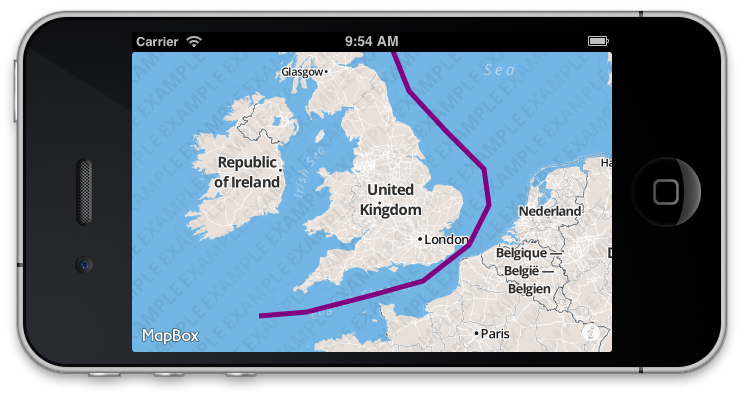 Carrier
9:54 AM
Sea
Glasgow
Irish Sea
Republic
of Ireland
United
Kingdom
London
Nederland
Belgique —
België —
Belgien
Paris
MapBox
EXAMPLE EXAMPLE EXAMPLE